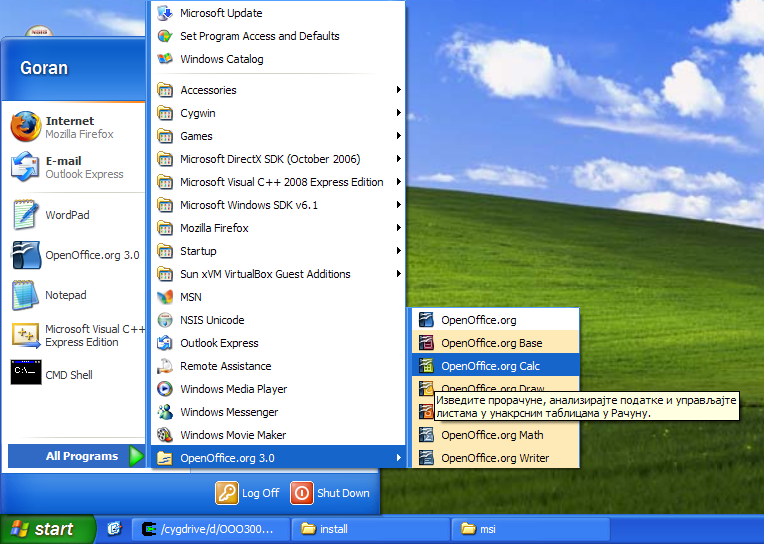 Goran
Internet
Mozilla Firefox
E-mail
Outlook Express
WordPad
OpenOffice.org 3.0
Notepad
Microsoft Visual C++
Express Edition
CMD Shell
All Programs
Microsoft Update
Set Program Access and Defaults
Windows Catalog
Accessories
Cygwin
Games
Microsoft DirectX SDK (October 2006)
Microsoft Visual C++ 2008 Express Edition
Microsoft Windows SDK v6.1
Mozilla Firefox
Startup
Sun xVM VirtualBox Guest Additions
MSN
NSIS Unicode
Outlook Express
Remote Assistance
Windows Media Player
Windows Messenger
Windows Movie Maker
OpenOffice.org 3.0
OpenOffice.org
OpenOffice.org Base
OpenOffice.org Calc
OpenOffice.org Draw
Изведите прорачуне, анализирајте податке и управљајте
листама у унакрсним таблицама у Рачуну.
OpenOffice.org Math
OpenOffice.org Writer
Log Off
Shut Down
start
/cygdrive/d/OOO300...
install
msi